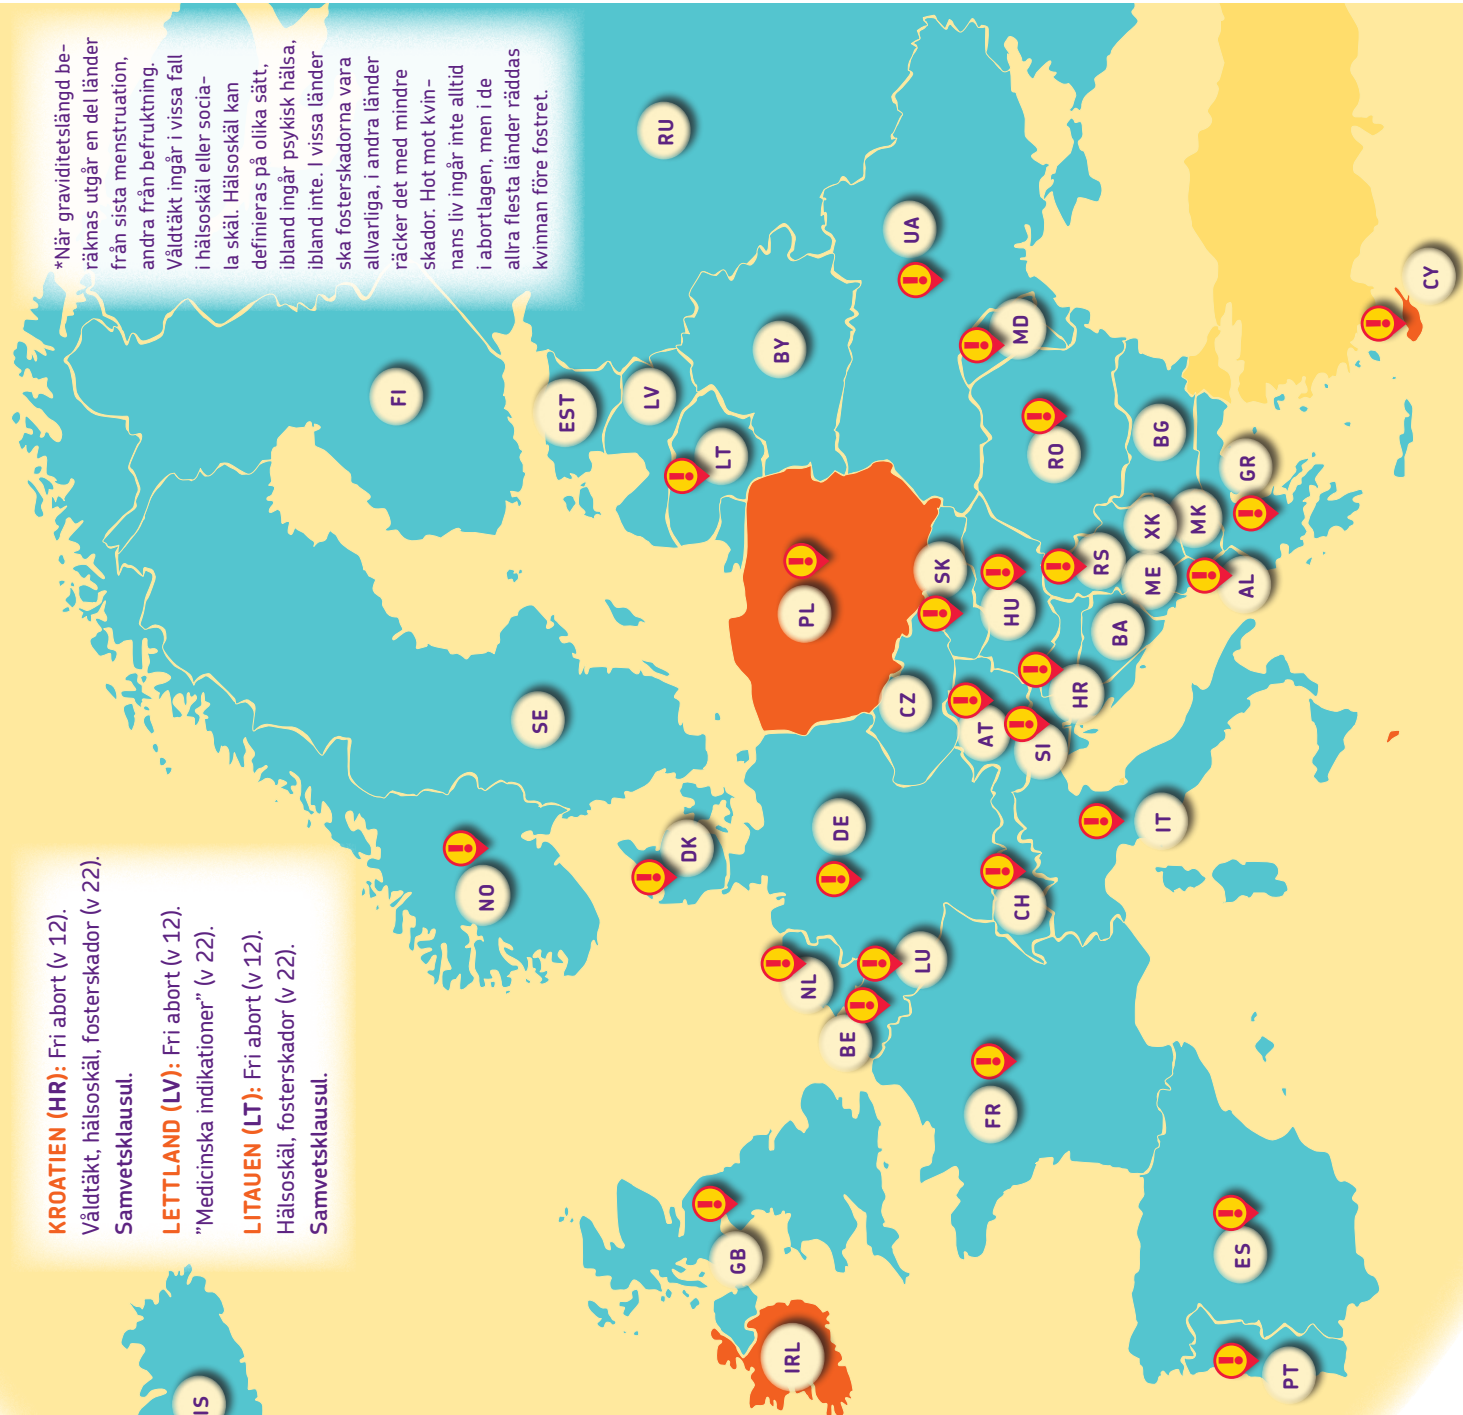 KROATIEN (HR): Fri abort (v 12).
Våldtäkt, hälsoskäl, fosterskador (v 22).
Samvetsklausul.
LETTLAND (LV): Fri abort (v 12).
”Medicinska indikationer” (v 22).
LITAUEN (LT): Fri abort (v 12).
Hälsoskäl, fosterskador (v 22).
Samvetsklausul.
*När graviditetslängd be-
räknas utgår en del länder
från sista menstruation,
andra från befruktning.
Våldtäkt ingår i vissa fall
i hälsoskäl eller socia-
la skäl. Hälsoskäl kan
definieras på olika sätt,
ibland ingår psykisk hälsa,
ibland inte. I vissa länder
ska fosterskadorna vara
allvarliga, i andra länder
räcker det med mindre
skador. Hot mot kvin-
nans liv ingår inte alltid
i abortlagen, men i de
allra flesta länder räddas
kvinnan före fostret.
IS
FI
NO
SE
EST
LV
RU
DK
LT
GB
BY
IRL
PL
NL
DE
BE
CZ
UA
LU
SK
AT
FR
HU
CH
MD
SI
RO
HR
RS
BA
ME
XK
BG
IT
MK
ES
AL
GR
PT
CY